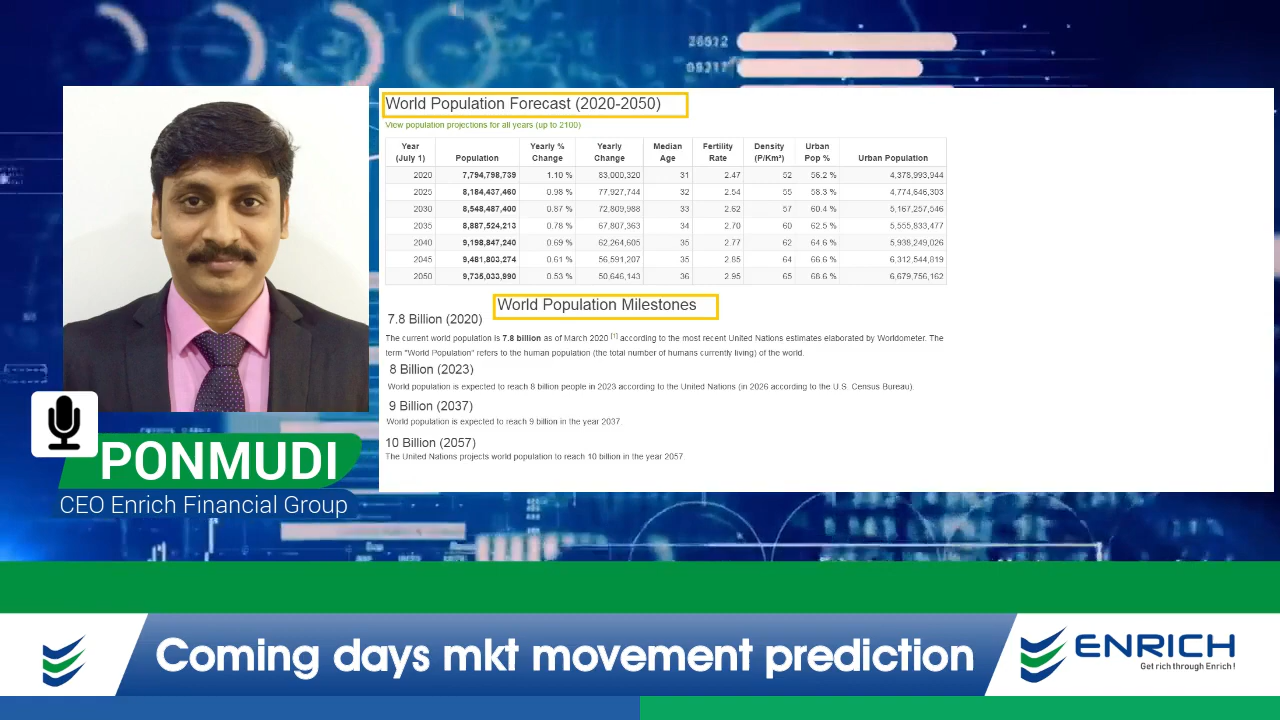 36912
08217
World Population Forecast (2020-2050)
View population projections for all years (up to 2100)
Year (July 1) Population Yearly % Change Yearly Change Median Age Fertility Rate Density (P/Km²) Urban Pop % Urban Population
2020 7,794,798,739 1.10 % 83,000,320 31 2.47 52 56.2 % 4,378,993,944
2025 8,184,437,460 0.98 % 77,927,744 32 2.54 55 58.3 % 4,774,646,303
2030 8,548,487,400 0.87 % 72,809,988 33 2.62 57 60.4 % 5,167,257,546
2035 8,887,524,213 0.78 % 67,807,363 34 2.70 60 62.5 % 5,555,833,477
2040 9,198,847,240 0.69 % 62,264,605 35 2.77 62 64.6 % 5,938,249,026
2045 9,481,803,274 0.61 % 56,591,207 35 2.85 64 66.6 % 6,312,544,819
2050 9,735,033,990 0.53 % 50,646,143 36 2.95 65 68.6 % 6,679,756,162
World Population Milestones
7.8 Billion (2020)
The current world population is 7.8 billion as of March 2020 [1] according to the most recent United Nations estimates elaborated by Worldometer. The
term "World Population" refers to the human population (the total number of humans currently living) of the world.
8 Billion (2023)
World population is expected to reach 8 billion people in 2023 according to the United Nations (in 2026 according to the U.S. Census Bureau).
9 Billion (2037)
World population is expected to reach 9 billion in the year 2037.
10 Billion (2057)
The United Nations projects world population to reach 10 billion in the year 2057
PONMUDI
CEO Enrich Financial Group
Coming days mkt movement prediction
ENRICH
Get rich through Enrich !